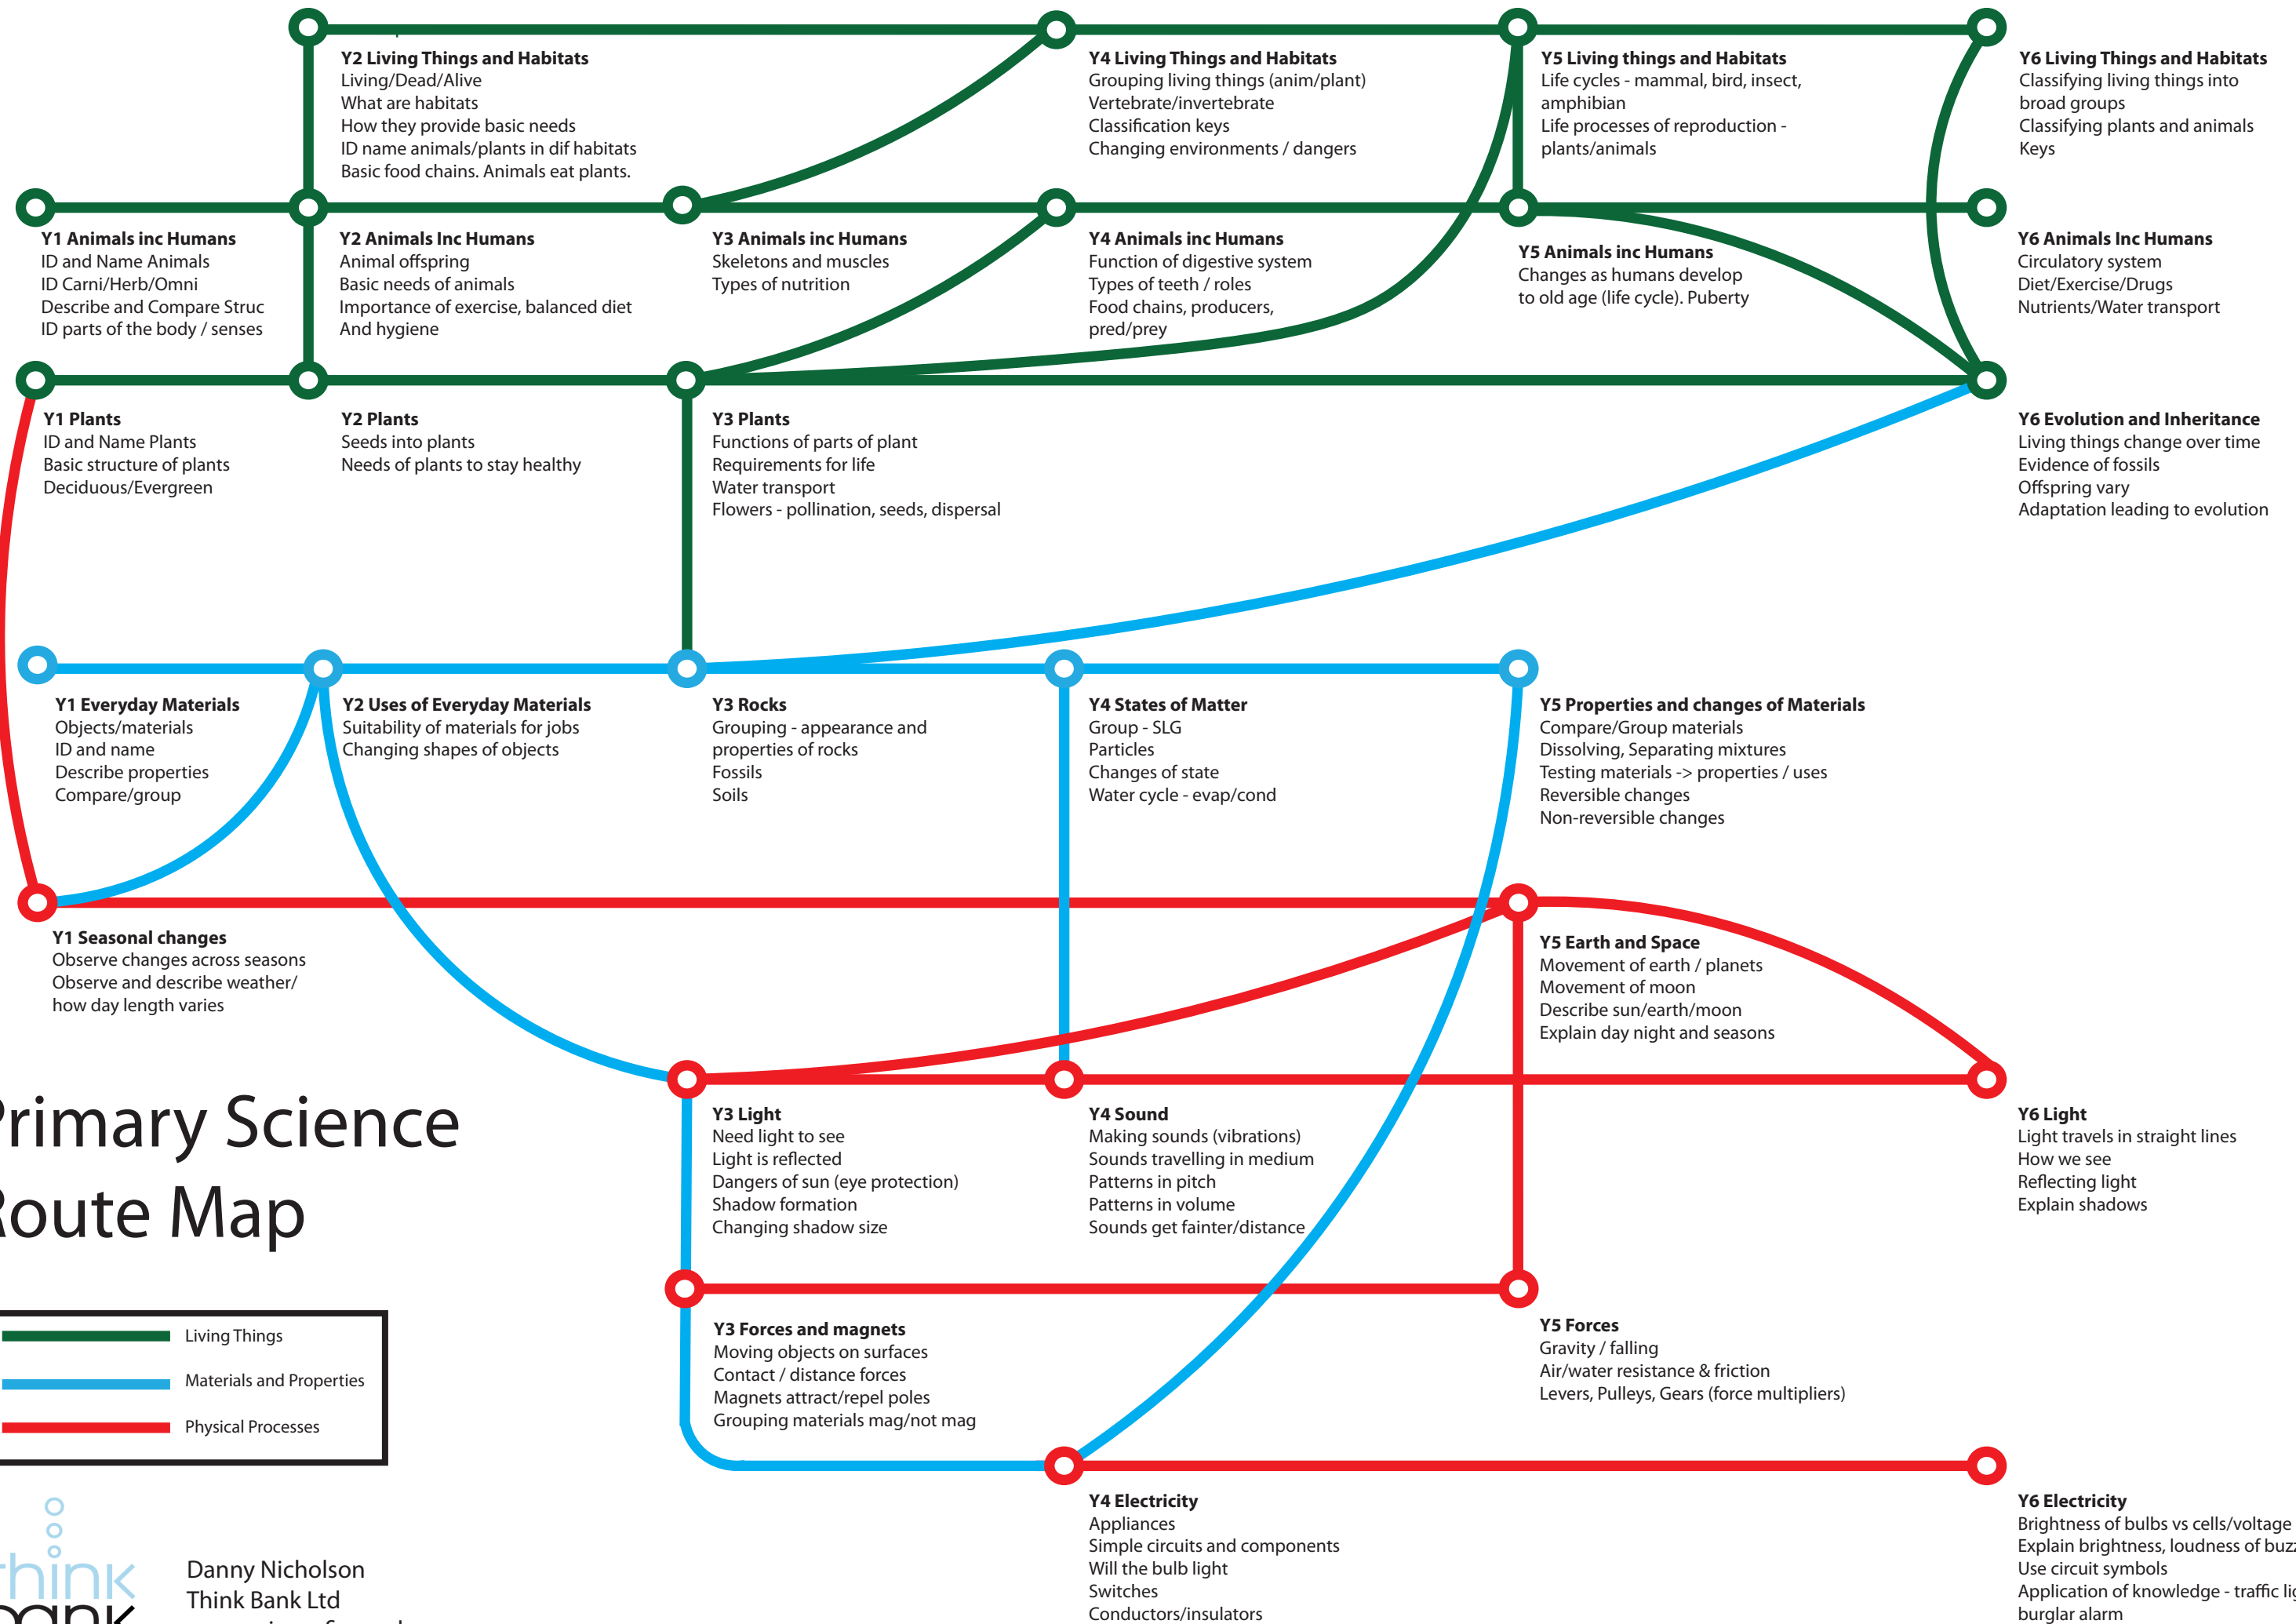 Y2 Living Things and Habitats
Living/Dead/Alive
What are habitats
How they provide basic needs
ID name animals/plants in dif habitats
Basic food chains. Animals eat plants.
Y4 Living Things and Habitats
Grouping living things (anim/plant)
Vertebrate/invertebrate
Classification keys
Changing environments / dangers
Y5 Living things and Habitats
Life cycles - mammal, bird, insect,
amphibian
Life processes of reproduction -
plants/animals
Y6 Living Things and Habitats
Classifying living things into
broad groups
Classifying plants and animals
Keys
Y1 Animals inc Humans
ID and Name Animals
ID Carni/Herb/Omni
Describe and Compare Struc
ID parts of the body / senses
Y2 Animals Inc Humans
Animal offspring
Basic needs of animals
Importance of exercise, balanced diet
And hygiene
Y3 Animals inc Humans
Skeletons and muscles
Types of nutrition
Y4 Animals inc Humans
Function of digestive system
Types of teeth / roles
Food chains, producers,
pred/prey
Y5 Animals inc Humans
Changes as humans develop
to old age (life cycle). Puberty
Y6 Animals Inc Humans
Circulatory system
Diet/Exercise/Drugs
Nutrients/Water transport
Y1 Plants
ID and Name Plants
Basic structure of plants
Deciduous/Evergreen
Y2 Plants
Seeds into plants
Needs of plants to stay healthy
Y3 Plants
Functions of parts of plant
Requirements for life
Water transport
Flowers - pollination, seeds, dispersal
Y6 Evolution and Inheritance
Living things change over time
Evidence of fossils
Offspring vary
Adaptation leading to evolution
Y1 Everyday Materials
Objects/materials
ID and name
Describe properties
Compare/group
Y2 Uses of Everyday Materials
Suitability of materials for jobs
Changing shapes of objects
Y3 Rocks
Grouping - appearance and
properties of rocks
Fossils
Soils
Y4 States of Matter
Group - SLG
Particles
Changes of state
Water cycle - evap/cond
Y5 Properties and changes of Materials
Compare/Group materials
Dissolving, Separating mixtures
Testing materials -> properties / uses
Reversible changes
Non-reversible changes
Y1 Seasonal changes
Observe changes across seasons
Observe and describe weather/
how day length varies
Y5 Earth and Space
Movement of earth / planets
Movement of moon
Describe sun/earth/moon
Explain day night and seasons
Primary Science
Route Map
Y3 Light
Need light to see
Light is reflected
Dangers of sun (eye protection)
Shadow formation
Changing shadow size
Y4 Sound
Making sounds (vibrations)
Sounds travelling in medium
Patterns in pitch
Patterns in volume
Sounds get fainter/distance
Y6 Light
Light travels in straight lines
How we see
Reflecting light
Explain shadows
Living Things
Materials and Properties
Physical Processes
Y3 Forces and magnets
Moving objects on surfaces
Contact / distance forces
Magnets attract/repel poles
Grouping materials mag/not mag
Y5 Forces
Gravity / falling
Air/water resistance & friction
Levers, Pulleys, Gears (force multipliers)
Y4 Electricity
Appliances
Simple circuits and components
Will the bulb light
Switches
Conductors/insulators
Y6 Electricity
Brightness of bulbs vs cells/voltage
Explain brightness, loudness of
Use circuit symbols
Application of knowledge - traffic
burglar alarm
think
bank
Danny Nicholson
Think Bank Ltd